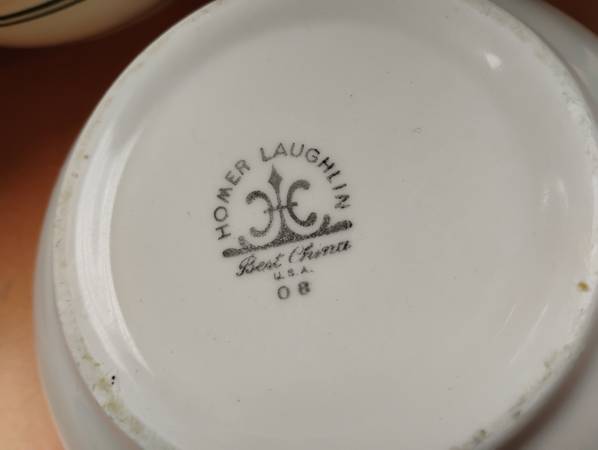 HOMER LAUGHLIN
Best China
U.S.A.
08